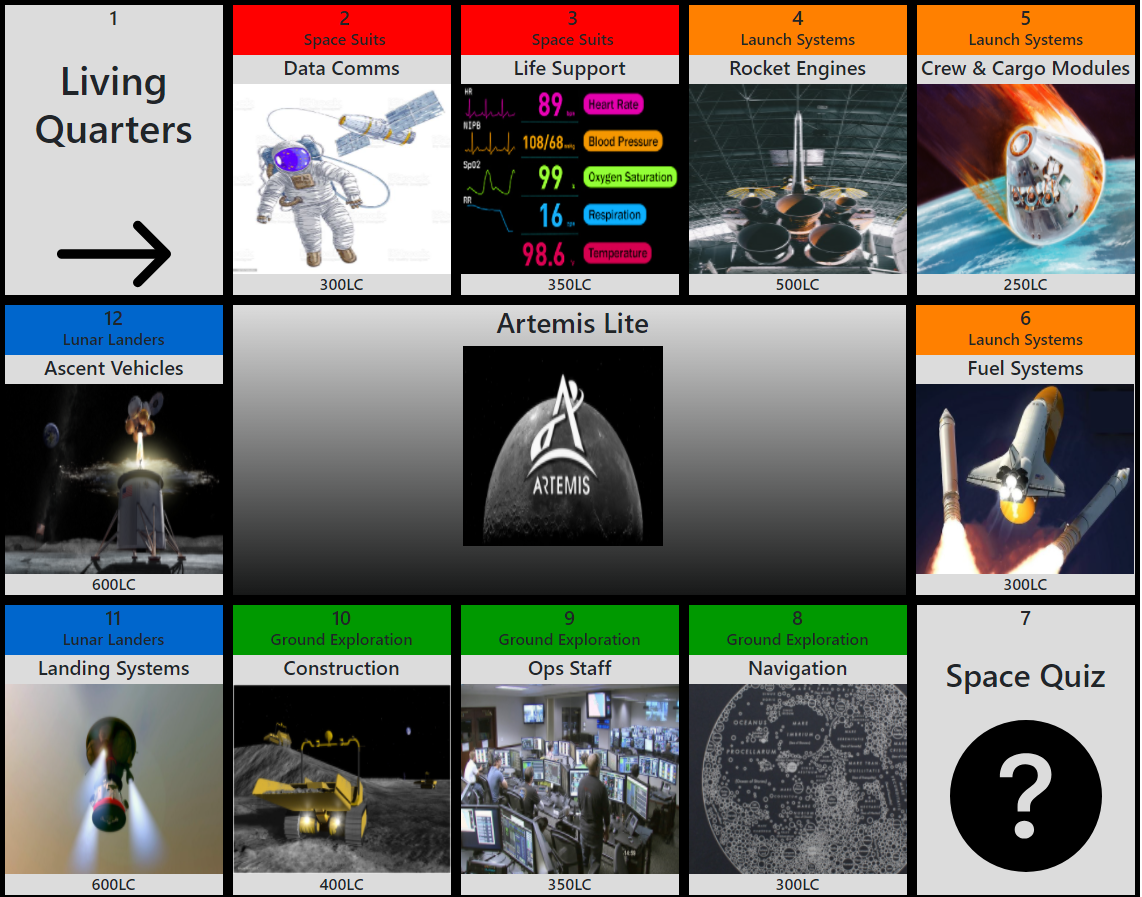 1
Living
Quarters
2
Space Suits
Data Comms
300LC
3
Space Suits
Life Support
HR
89
Heart Rate
NIPB
108/68
Blood Pressure
SpO2
99
Oxygen Saturation
RR
16
Respiration
98.6
Temperature
350LC
4
Launch Systems
Rocket Engines
500LC
5
Launch Systems
Crew & Cargo Modules
250LC
12
Lunar Landers
Ascent Vehicles
600LC
Artemis Lite
ARTEMIS
6
Launch Systems
Fuel Systems
300LC
11
Lunar Landers
Landing Systems
600LC
10
Ground Exploration
Construction
400LC
9
Ground Exploration
Ops Staff
350LC
8
Ground Exploration
Navigation
OCEANUS
PROCELLARUM
MARE
IMBRIUM
300LC
7
Space Quiz
?